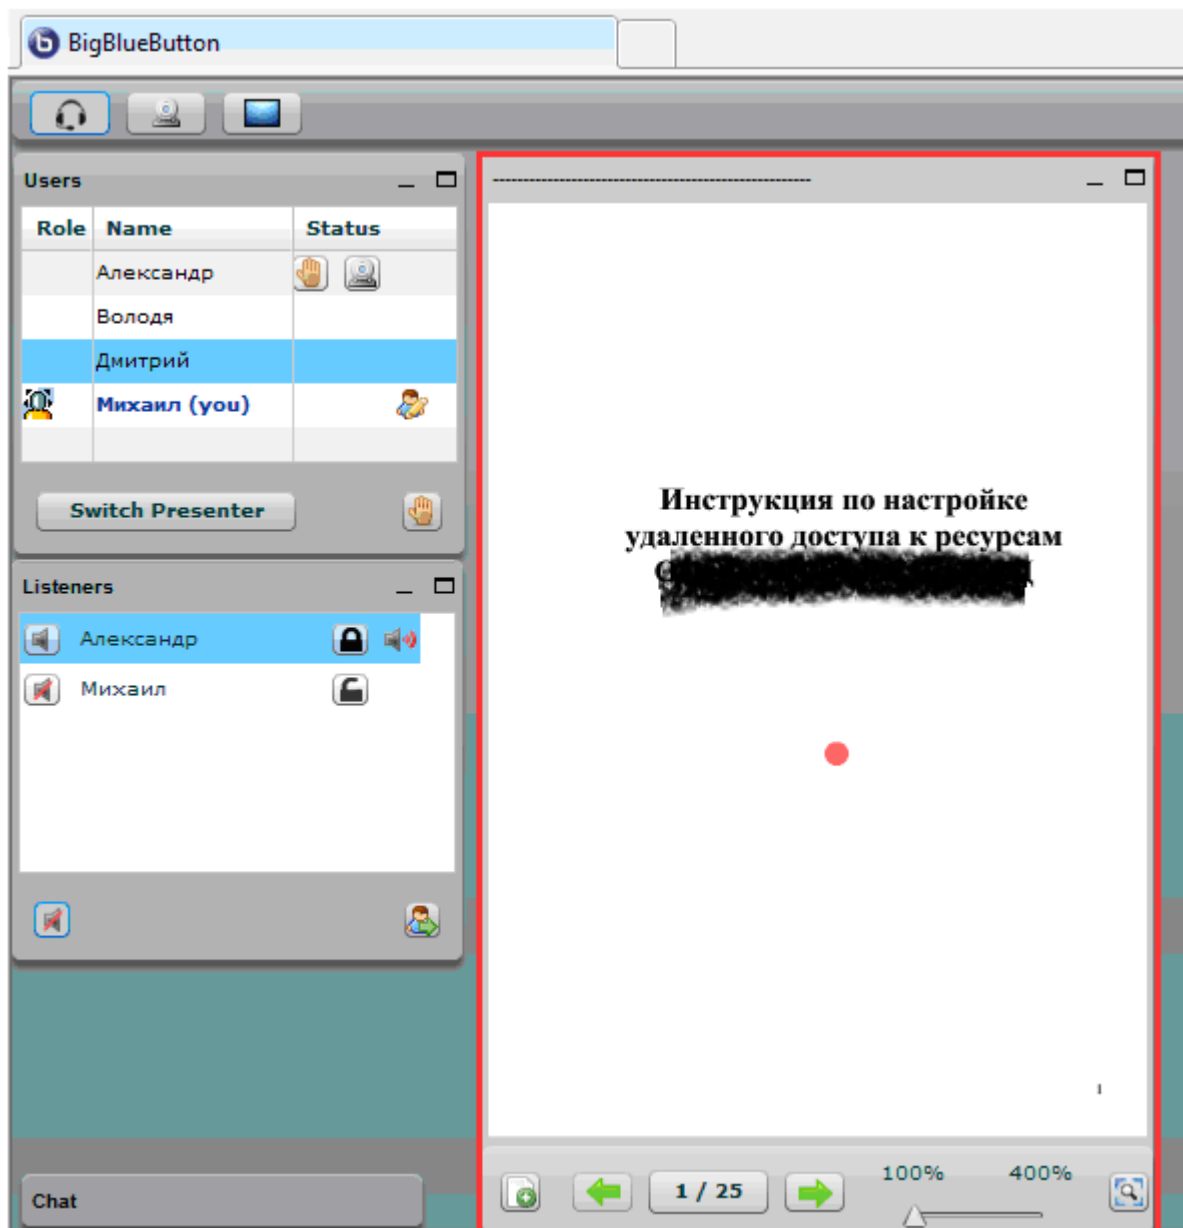 BigBlueButton
Users
Role Name Status
Александр
Володя
Дмитрий
Михаил (you)
Switch Presenter
Listeners
Александр
Михаил
Chat
Инструкция по настройке
удаленного доступа к ресурсам
1
1 / 25
100% 400%